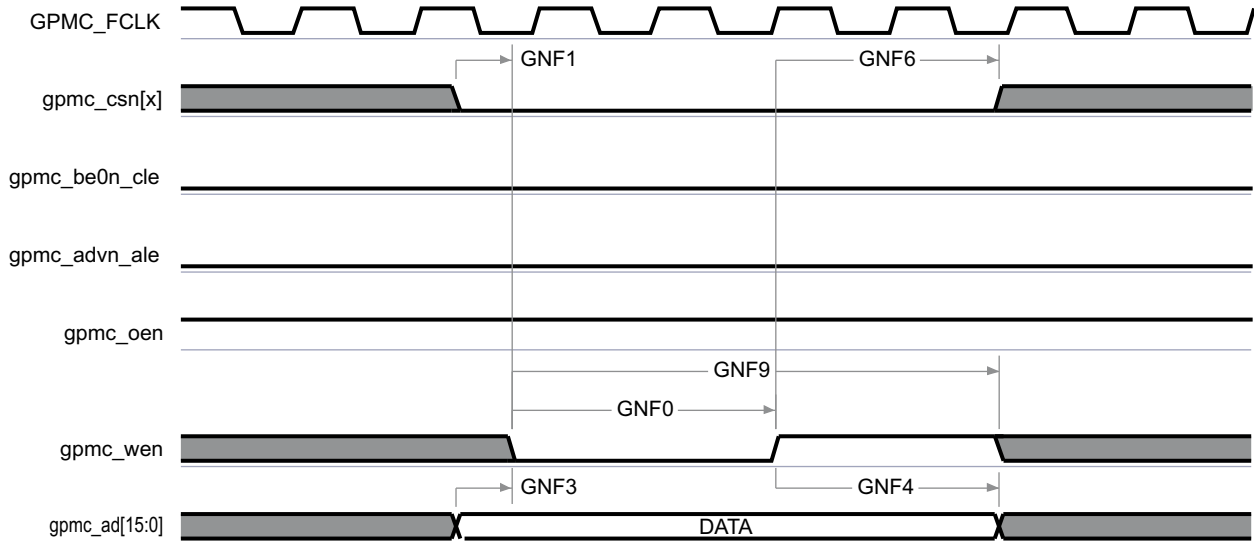 GPMC_FCLK
GNF1
GNF6
gpmc_csn[x]
gpmc_be0n_cle
gpmc_advn_ale
gpmc_oen
GNF9
GNF0
gpmc_wen
GNF3
GNF4
gpmc_ad[15:0]
DATA